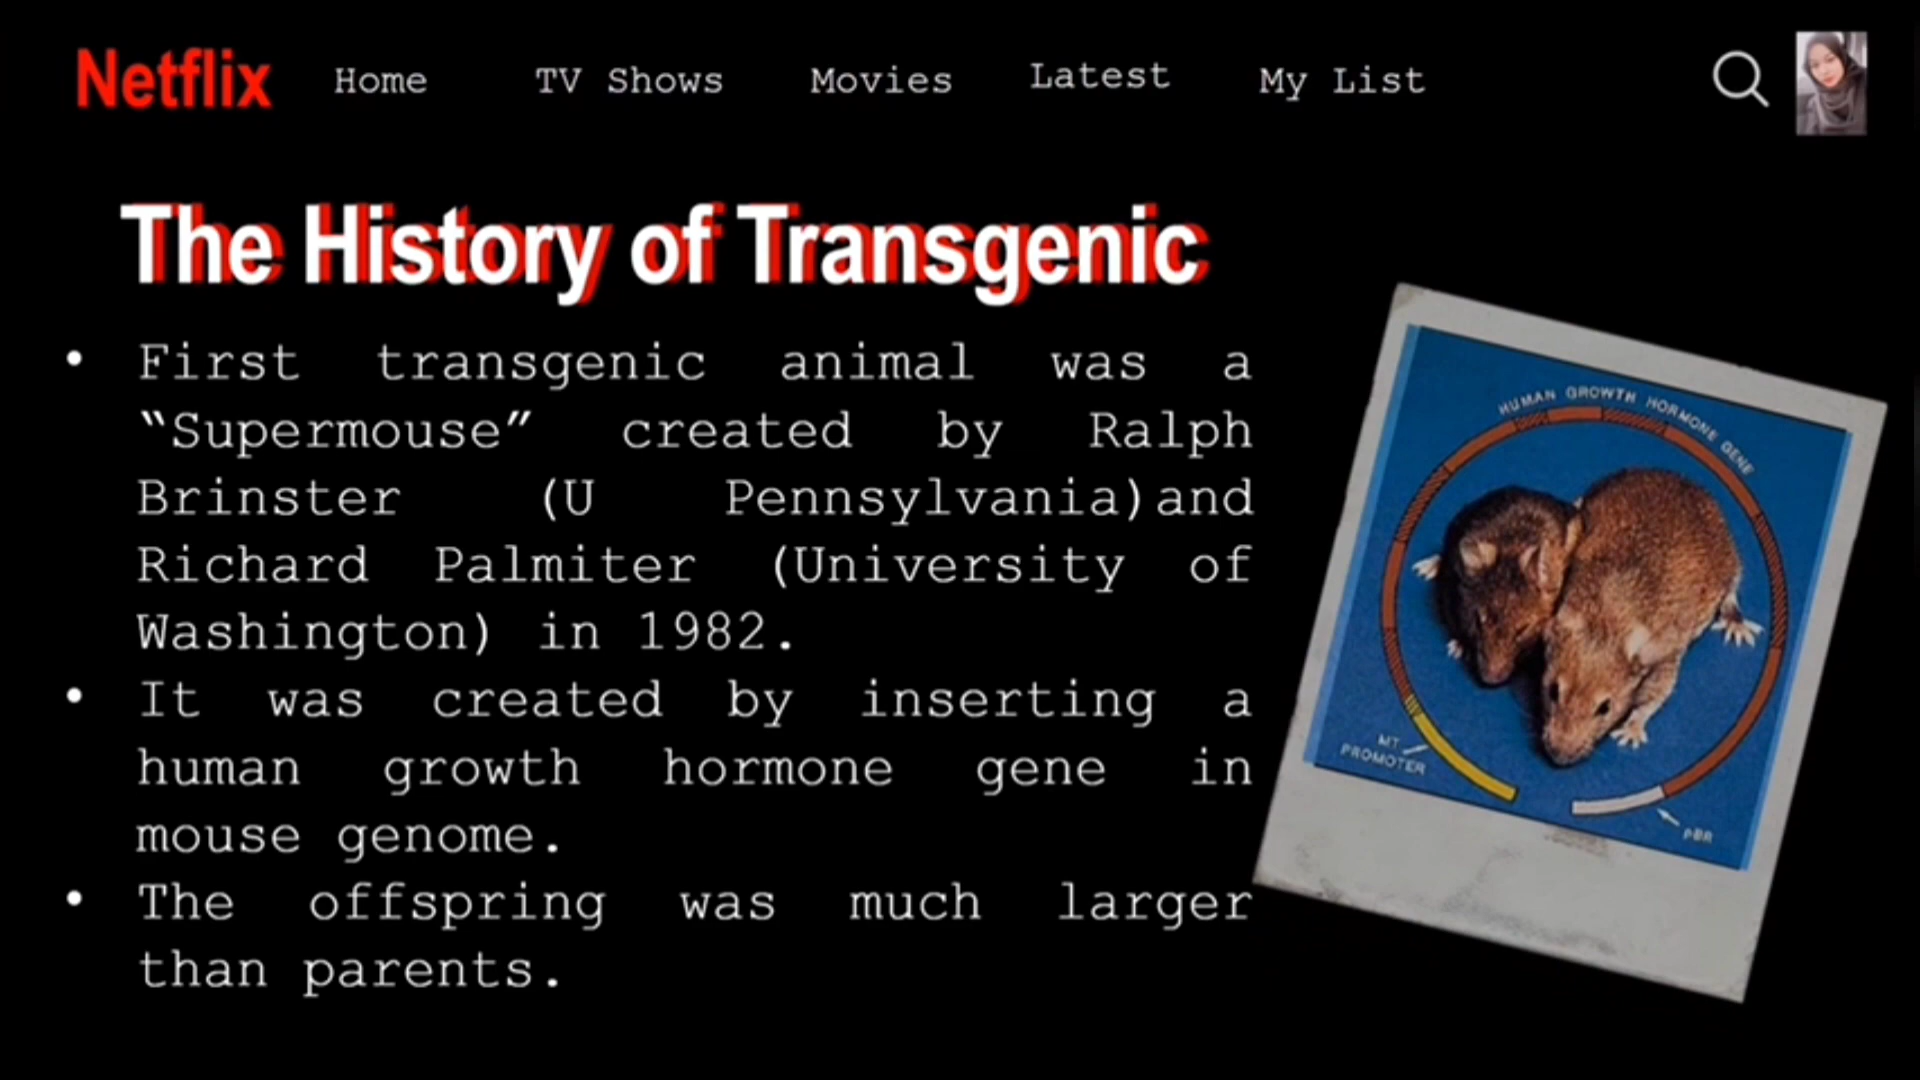 Netflix Home TV Shows Movies Latest My List
The History of Transgenic
• First transgenic animal was a
“Supermouse” created by Ralph
Brinster (U Pennsylvania)and
Richard Palmiter (University of
Washington) in 1982.
• It was created by inserting a
human growth hormone gene in
mouse genome.
• The offspring was much larger
than parents.
HUMAN GROWTH HORMONE GENE
MT
PROMOTER
pBR